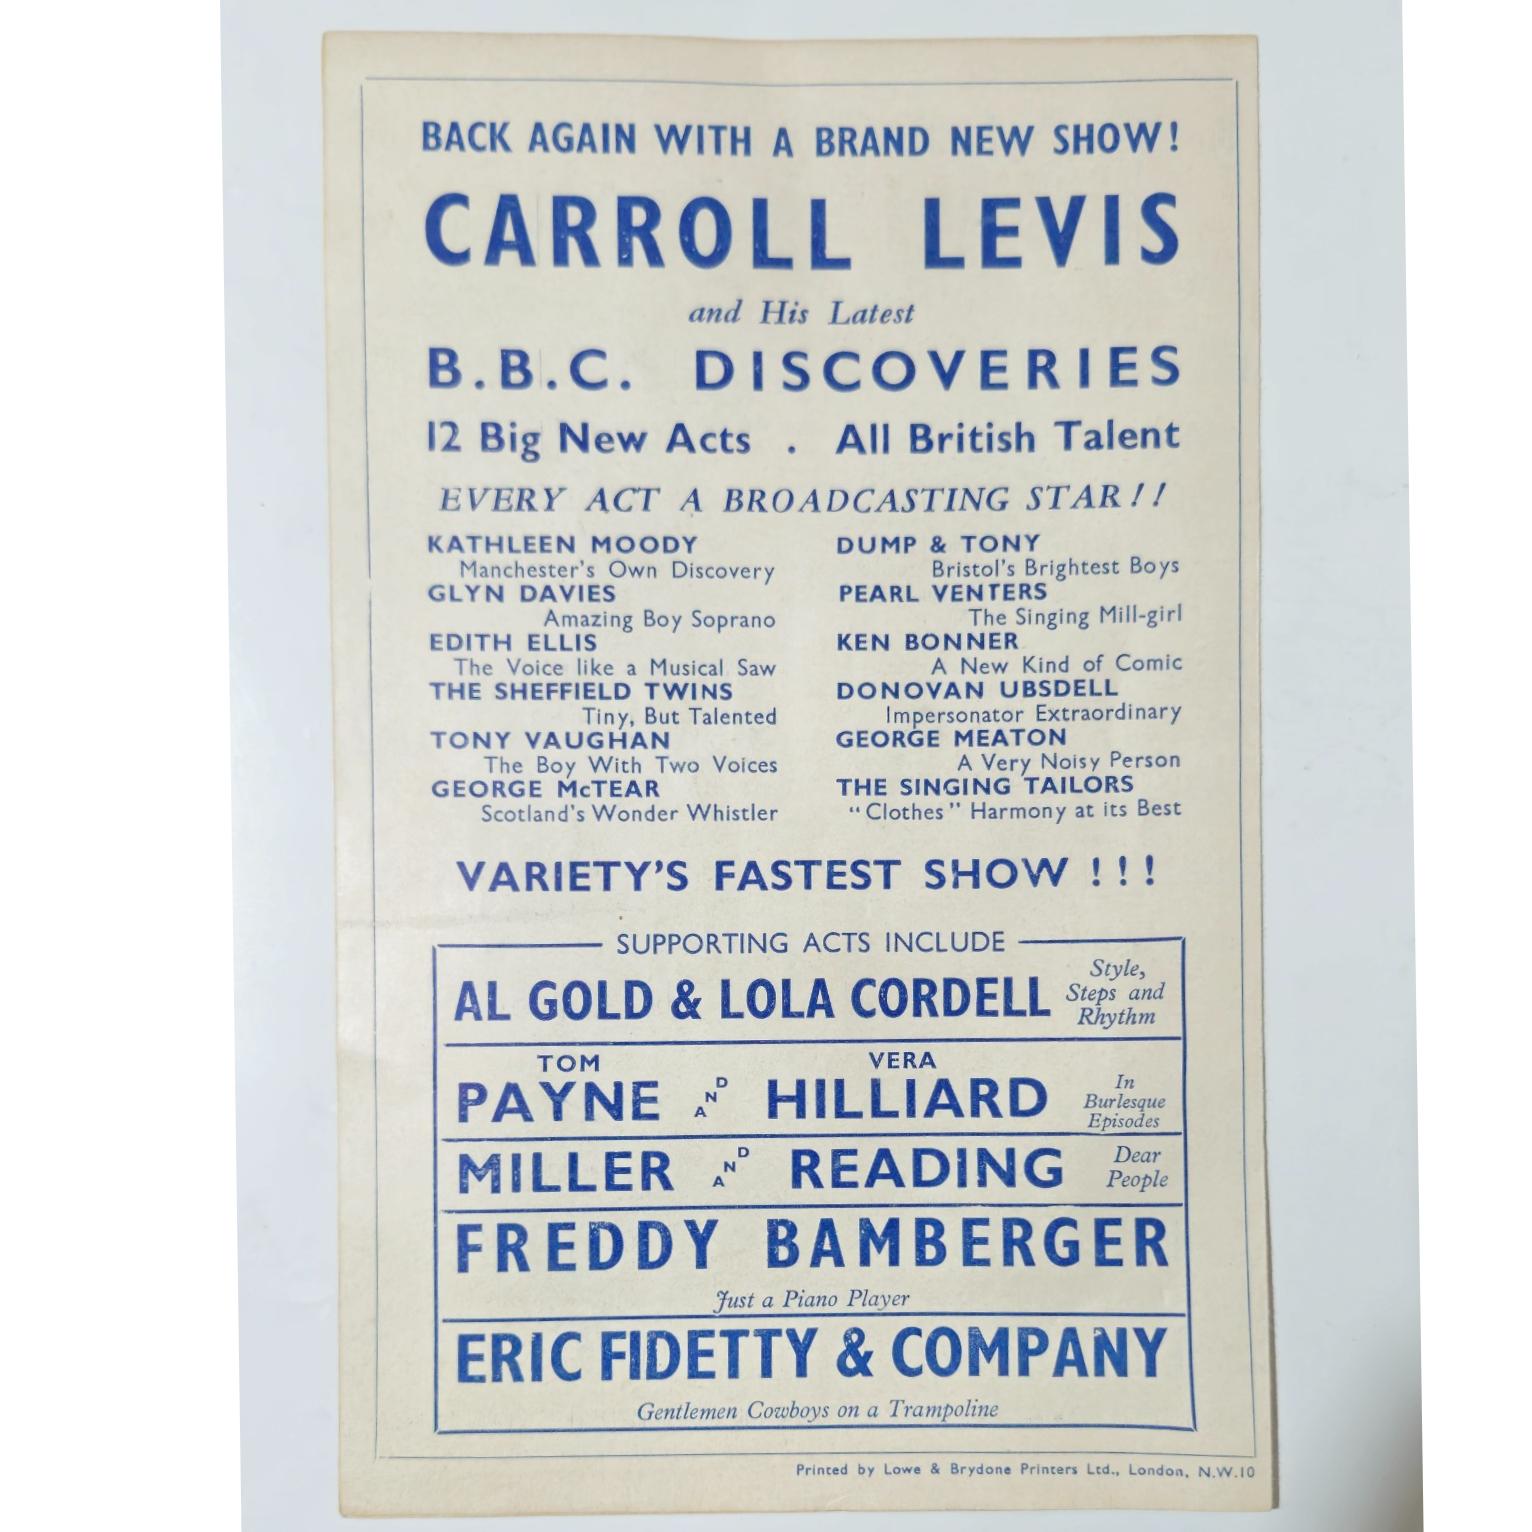 BACK AGAIN WITH A BRAND NEW SHOW!
CARROLL LEVIS
and His Latest
B.B.C. DISCOVERIES
12 Big New Acts . All British Talent
EVERY ACT A BROADCASTING STAR!!
KATHLEEN MOODY
Manchester's Own Discovery
GLYN DAVIES
Amazing Boy Soprano
EDITH ELLIS
The Voice like a Musical Saw
THE SHEFFIELD TWINS
Tiny, But Talented
TONY VAUGHAN
The Boy With Two Voices
GEORGE McTEAR
Scotland's Wonder Whistler
DUMP & TONY
Bristol's Brightest Boys
PEARL VENTERS
The Singing Mill-girl
KEN BONNER
A New Kind of Comic
DONOVAN UBSDELL
Impersonator Extraordinary
GEORGE MEATON
A Very Noisy Person
THE SINGING TAILORS
"Clothes" Harmony at its Best
VARIETY'S FASTEST SHOW !!!
SUPPORTING ACTS INCLUDE
AL GOLD & LOLA CORDELL
Style,
Steps and
Rhythm
TOM VERA
PAYNE AND HILLIARD
In
Burlesque
Episodes
MILLER AND READING
Dear
People
FREDDY BAMBERGER
Just a Piano Player
ERIC FIDETTY & COMPANY
Gentlemen Cowboys on a Trampoline
Printed by Lowe & Brydone Printers Ltd., London, N.W.10